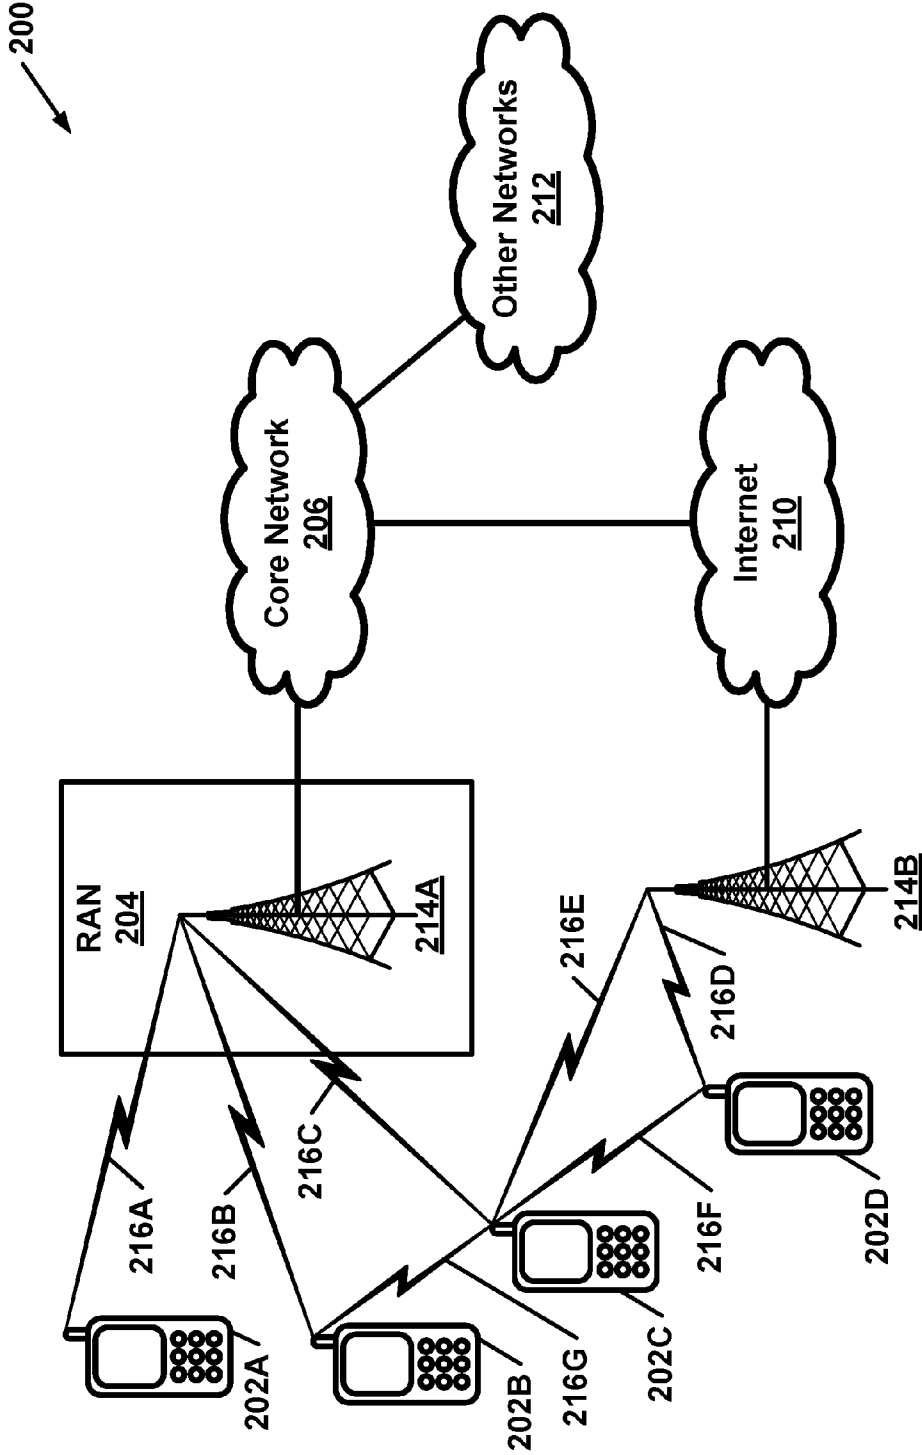 200
RAN
204
214A
Core Network
206
Other Networks
212
Internet
210
214B
216A
216B
216C
216E
216D
216F
216G
202A
202B
202C
202D